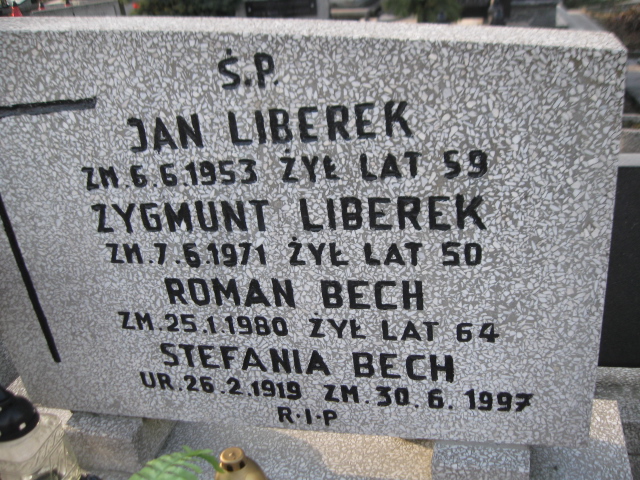 Ś.P.
JAN LIBEREK
ZM. 6.6.1953 ŻYŁ LAT 59
ZYGMUNT LIBEREK
ZM. 7.6.1971 ŻYŁ LAT 50
ROMAN BECH
ZM. 25.1.1980 ŻYŁ LAT 64
STEFANIA BECH
UR. 26.2.1919 ZM. 30.6.1997
R·I·P